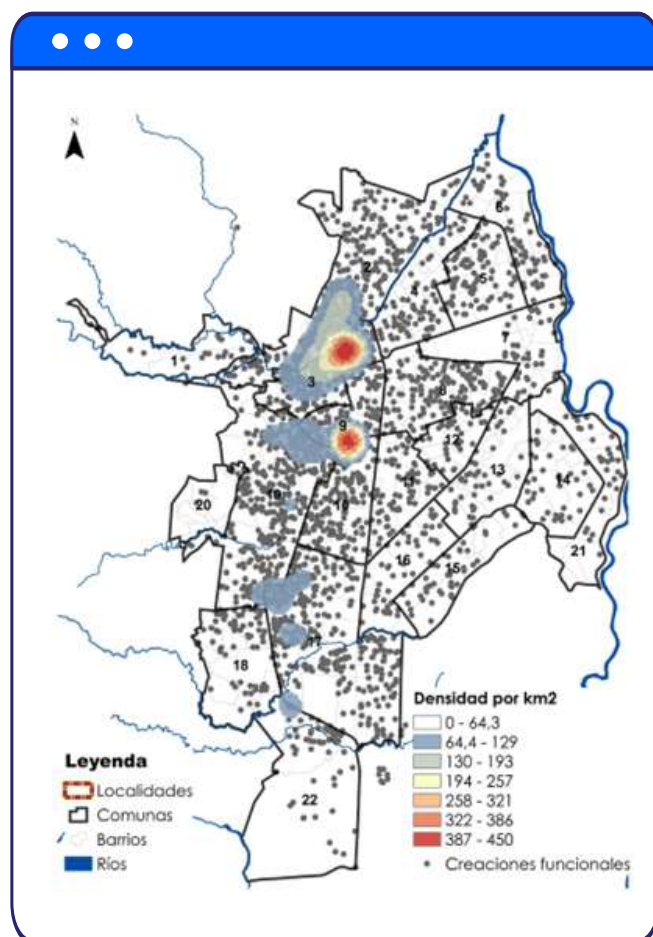 N
6
2
5
4
7
1
3
8
9
12
13
19
11
14
20
10
16
21
15
17
18
22
Densidad por km2
0 - 64,3
64,4 - 129
130 - 193
194 - 257
258 - 321
322 - 386
387 - 450
Creaciones funcionales
Leyenda
Localidades
Comunas
Barrios
Ríos